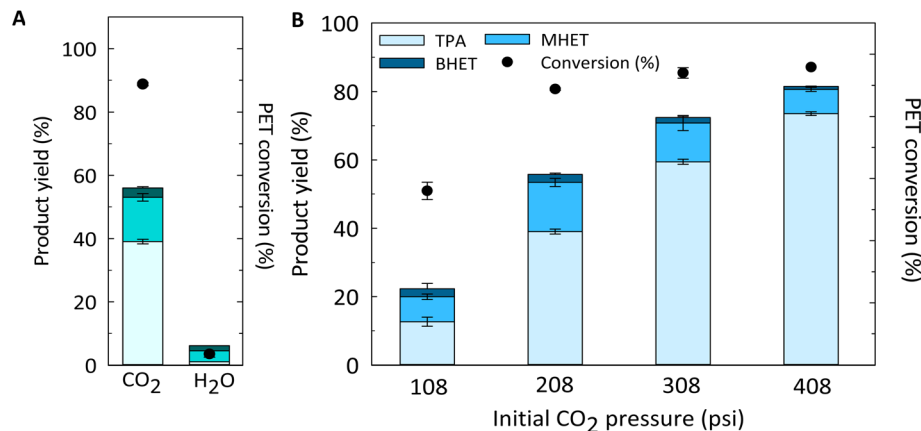 A
100
80
60
40
20
0
Product yield (%)
PET conversion (%)
CO2
H2O
B
100
80
60
40
20
0
Product yield (%)
TPA
MHET
BHET
Conversion (%)
PET conversion (%)
108
208
308
408
Initial CO2 pressure (psi)